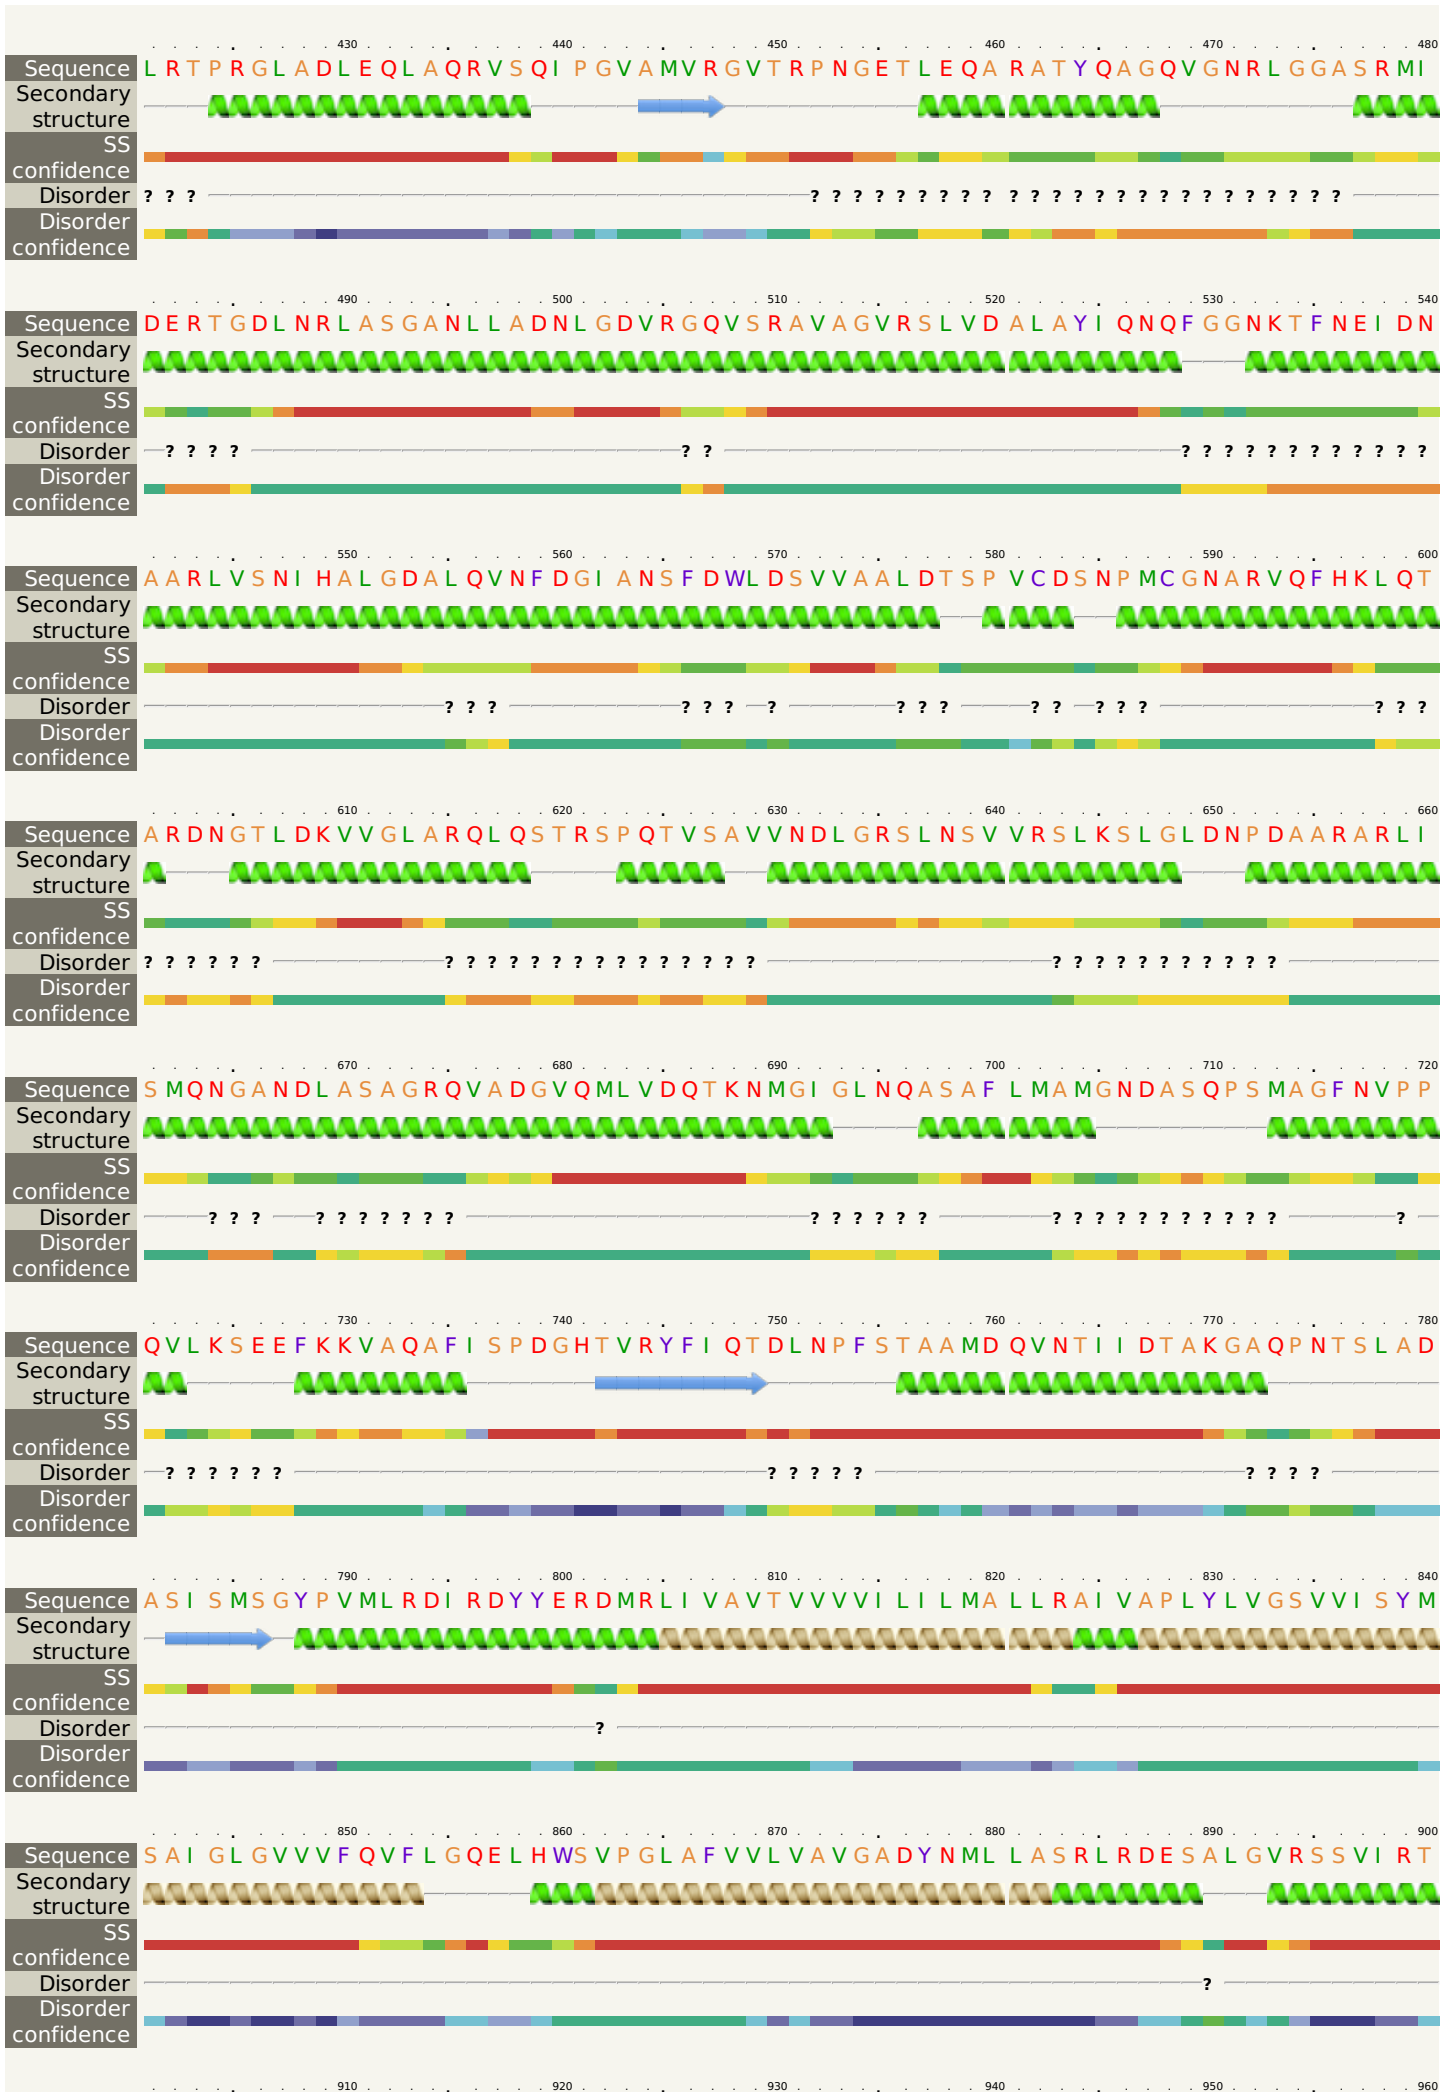 430 440 450 460 470 480
Sequence L R T P R G L A D L E Q L A Q R V S Q I P G V A M V R G V T R P N G E T L E Q A R A T Y Q A G Q V G N R L G G A S R M I
Secondary
structure
SS
confidence
Disorder ? ? ? ? ? ? ? ? ? ? ? ? ? ? ? ? ? ? ? ? ? ? ? ? ? ? ? ?
Disorder
confidence
490 500 510 520 530 540
Sequence D E R T G D L N R L A S G A N L L A D N L G D V R G Q V S R A V A G V R S L V D A L A Y I Q N Q F G G N K T F N E I D N
Secondary
structure
SS
confidence
Disorder ? ? ? ? ? ? ? ? ? ? ? ? ? ? ? ? ? ?
Disorder
confidence
550 560 570 580 590 600
Sequence A A R L V S N I H A L G D A L Q V N F D G I A N S F D W L D S V V A A L D T S P V C D S N P M C G N A R V Q F H K L Q T
Secondary
structure
SS
confidence
Disorder ? ? ? ? ? ? ? ? ? ? ? ? ? ? ? ? ? ?
Disorder
confidence
610 620 630 640 650 660
Sequence A R D N G T L D K V V G L A R Q L Q S T R S P Q T V S A V V N D L G R S L N S V V R S L K S L G L D N P D A A R A R L I
Secondary
structure
SS
confidence
Disorder ? ? ? ? ? ? ? ? ? ? ? ? ? ? ? ? ? ? ? ? ? ? ? ? ? ? ? ? ? ? ?
Disorder
confidence
670 680 690 700 710 720
Sequence S M Q N G A N D L A S A G R Q V A D G V Q M L V D Q T K N M G I G L N Q A S A F L M A M G N D A S Q P S M A G F N V P P
Secondary
structure
SS
confidence
Disorder ? ? ? ? ? ? ? ? ? ? ? ? ? ? ? ? ? ? ? ? ? ? ? ? ? ? ? ?
Disorder
confidence
730 740 750 760 770 780
Sequence Q V L K S E E F K K V A Q A F I S P D G H T V R Y F I Q T D L N P F S T A A M D Q V N T I I D T A K G A Q P N T S L A D
Secondary
structure
SS
confidence
Disorder ? ? ? ? ? ? ? ? ? ? ? ? ? ? ?
Disorder
confidence
790 800 810 820 830 840
Sequence A S I S M S G Y P V M L R D I R D Y Y E R D M R L I V A V T V V V V I L I L M A L L R A I V A P L Y L V G S V V I S Y M
Secondary
structure
SS
confidence
Disorder ?
Disorder
confidence
850 860 870 880 890 900
Sequence S A I G L G V V V F Q V F L G Q E L H W S V P G L A F V V L V A V G A D Y N M L L A S R L R D E S A L G V R S S V I R T
Secondary
structure
SS
confidence
Disorder ?
Disorder
confidence
910 920 930 940 950 960